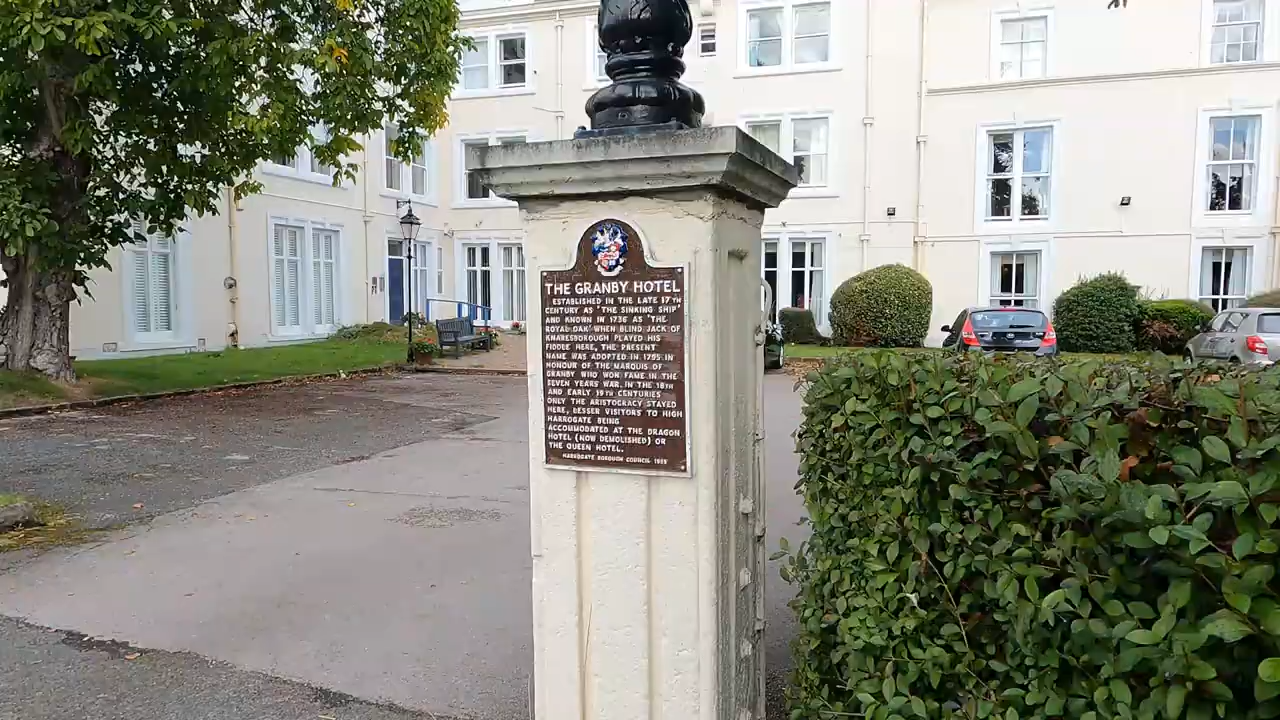 THE GRANBY HOTEL
ESTABLISHED IN THE LATE 17TH
CENTURY AS 'THE SINKING SHIP'
AND KNOWN IN 1736 AS 'THE
ROYAL OAK' WHEN BLIND JACK OF
KNARESBOROUGH PLAYED HIS
FIDDLE HERE, THE PRESENT
NAME WAS ADOPTED IN 1795 IN
HONOUR OF THE MARQUIS OF
GRANBY WHO WON FAME IN THE
SEVEN YEARS WAR. IN THE 18TH
AND EARLY 19TH CENTURIES
ONLY THE ARISTOCRACY STAYED
HERE, LESSER VISITORS TO HIGH
HARROGATE BEING
ACCOMMODATED AT THE DRAGON
HOTEL (NOW DEMOLISHED) OR
THE QUEEN HOTEL.
HARROGATE BOROUGH COUNCIL